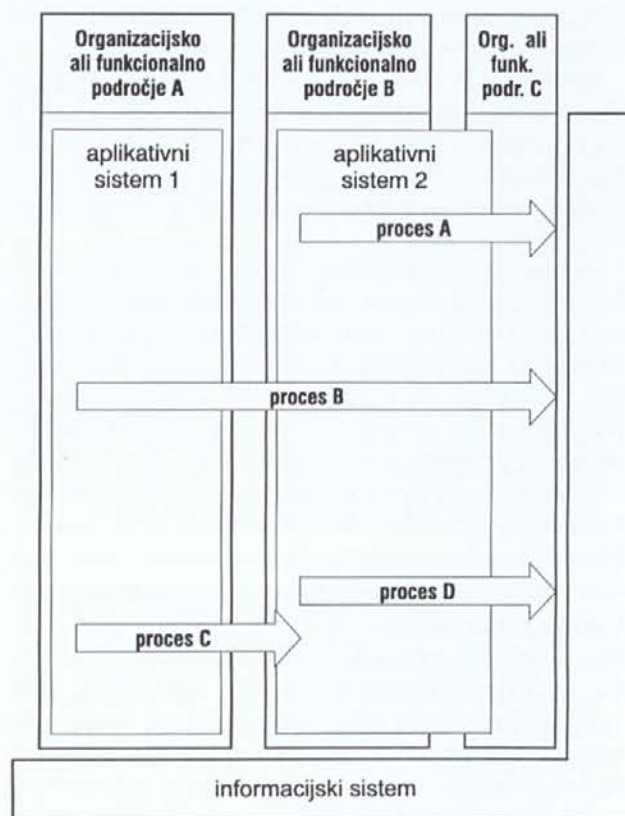 Organizacijsko
ali funkcionalno
področje A
Organizacijsko
ali funkcionalno
področje B
Org. ali
funk.
podr. C
aplikativni
sistem 1
aplikativni
sistem 2
proces A
proces B
proces D
proces C
informacijski sistem